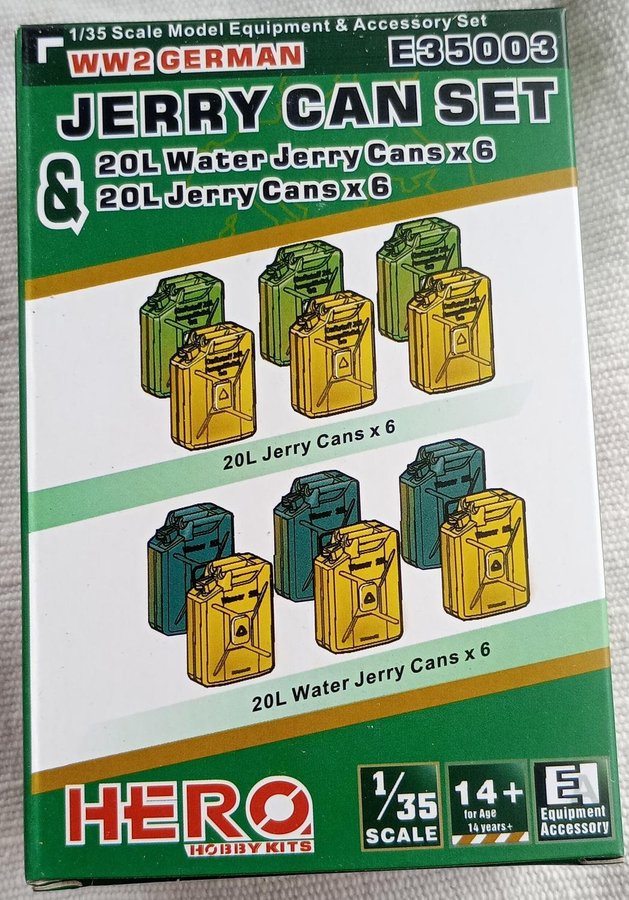 1/35 Scale Model Equipment & Accessory Set
WW2 GERMAN E35003
JERRY CAN SET
& 20L Water Jerry Cans x 6
20L Jerry Cans x 6
20L Jerry Cans x 6
20L Water Jerry Cans x 6
HERO
HOBBY KITS
1/35
SCALE
14+
for Age
14 years+
EA
Equipment
Accessory